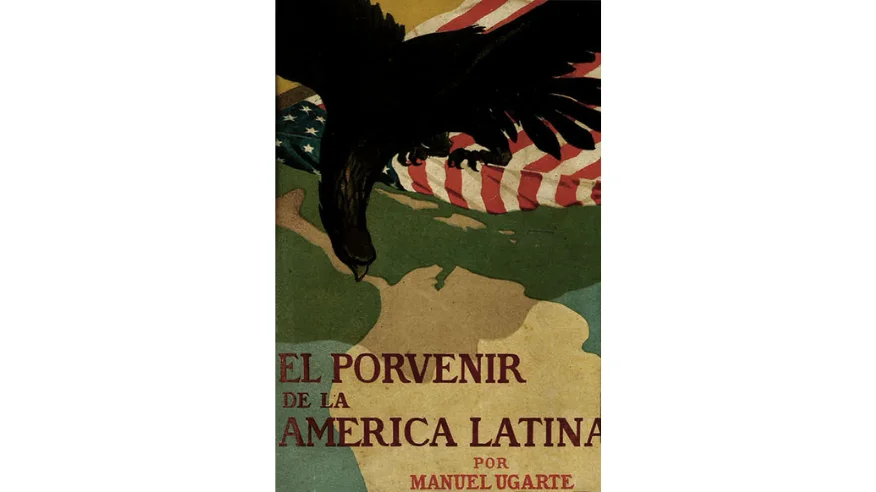 EL PORVENIR
DE LA
AMERICA LATINA
POR
MANUEL UGARTE